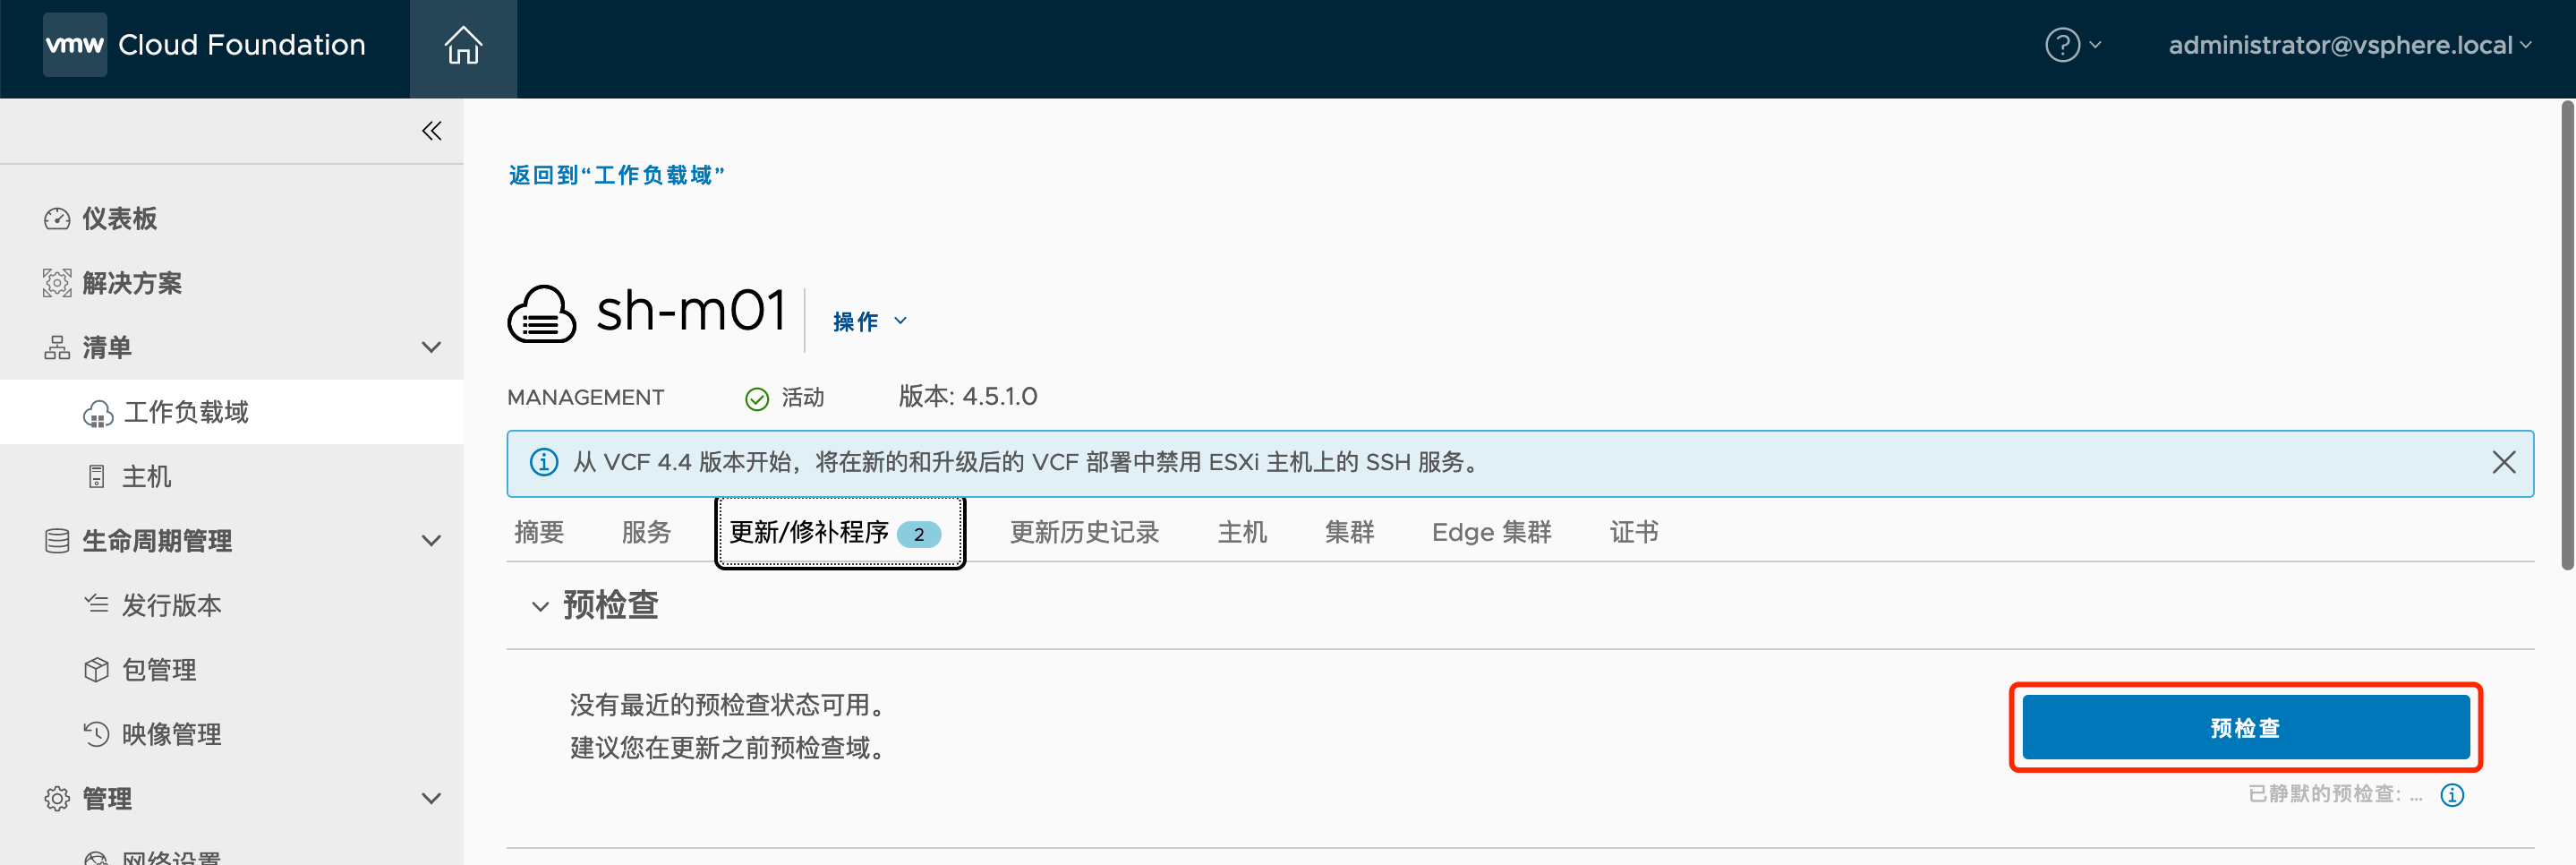 vmw Cloud Foundation
administrator@vsphere.local
仪表板
解决方案
清单
工作负载域
主机
生命周期管理
发行版本
包管理
映像管理
管理
网络设置
返回到“工作负载域”
sh-m01
操作
MANAGEMENT
活动
版本: 4.5.1.0
从 VCF 4.4 版本开始，将在新的和升级后的 VCF 部署中禁用 ESXi 主机上的 SSH 服务。
摘要
服务
更新/修补程序 2
更新历史记录
主机
集群
Edge 集群
证书
预检查
没有最近的预检查状态可用。
建议您在更新之前预检查域。
预检查
已静默的预检查: ...